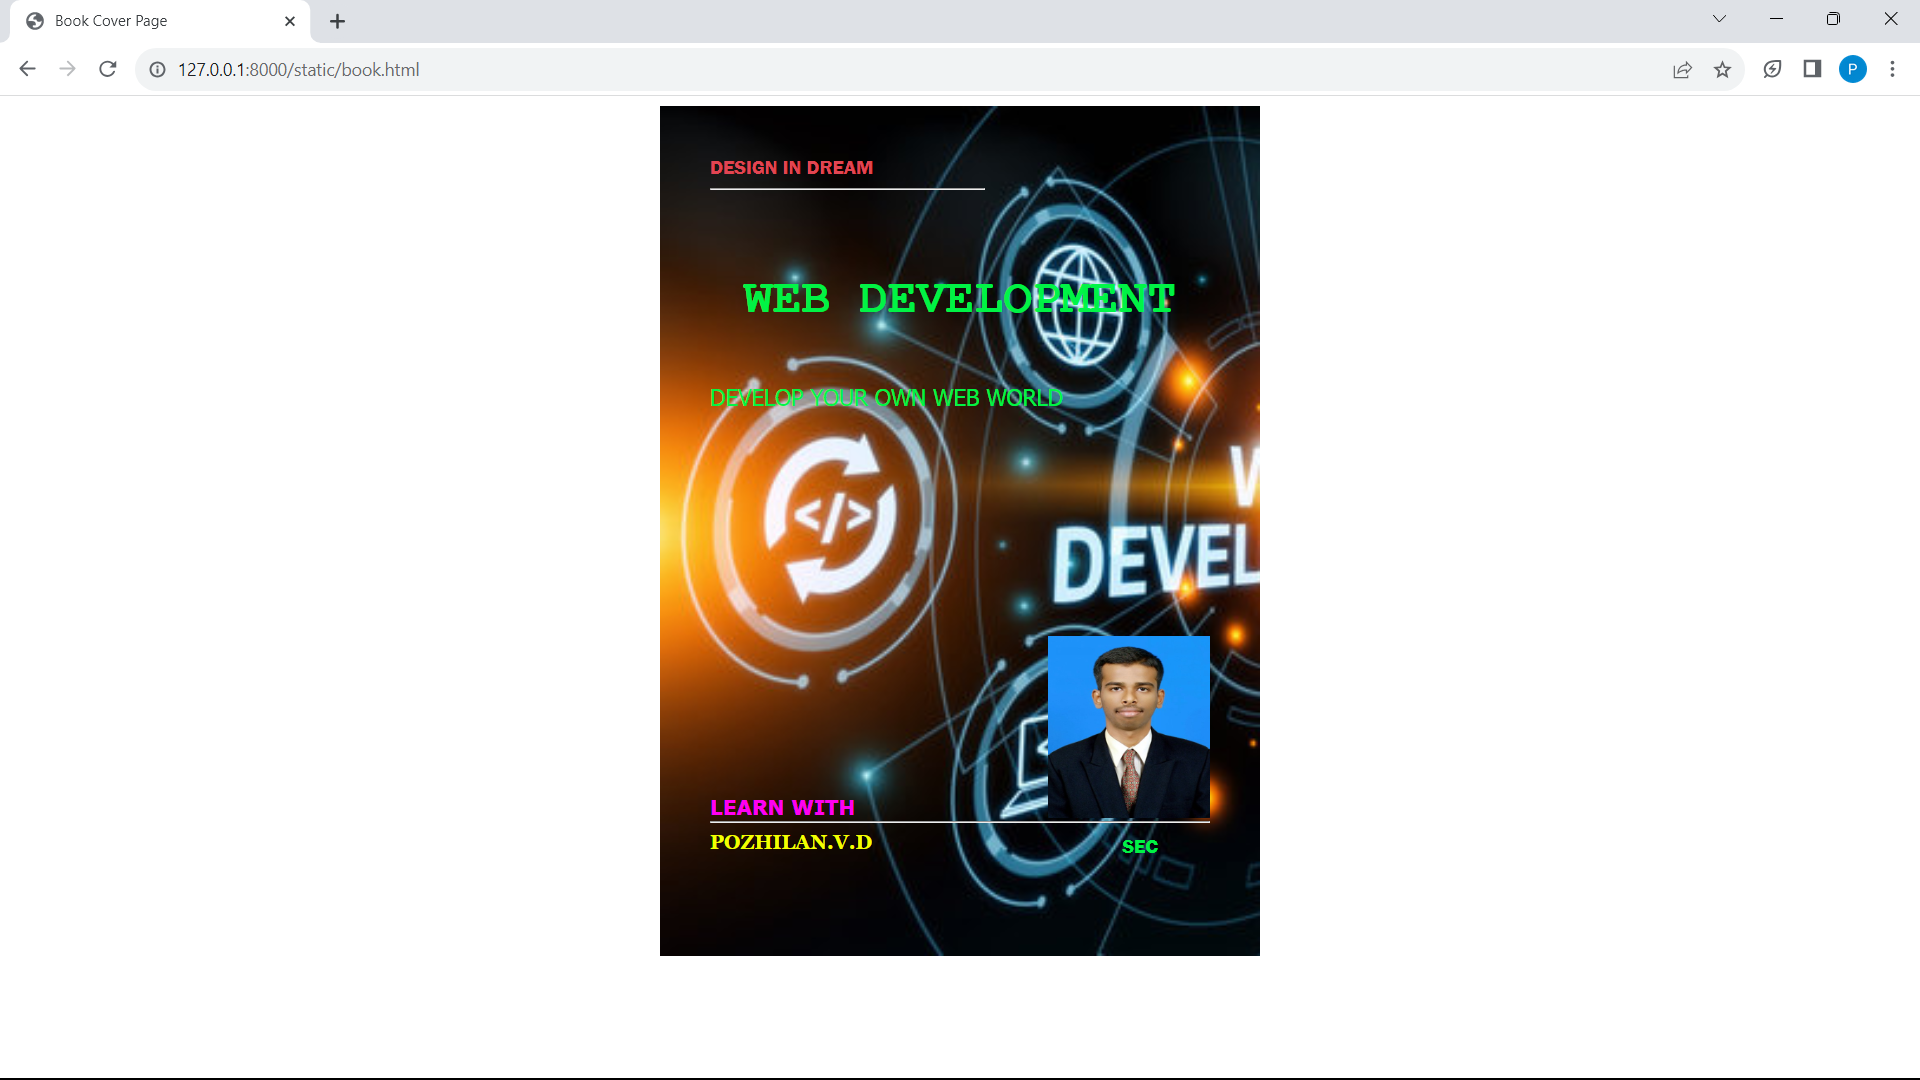 Book Cover Page
127.0.0.1:8000/static/book.html
P
DESIGN IN DREAM
WEB DEVELOPMENT
DEVELOP YOUR OWN WEB WORLD
</>
W
DEVEL
LEARN WITH
POZHILAN.V.D
SEC